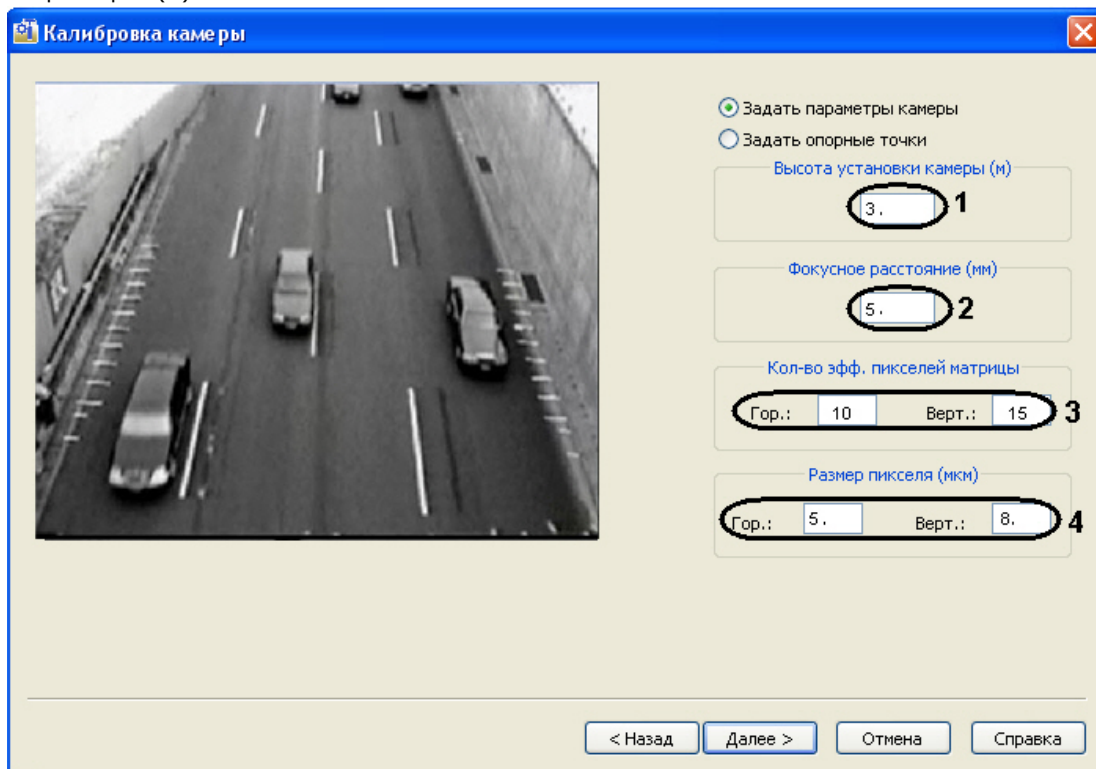 Калибровка камеры
Задать параметры камеры
Задать опорные точки
Высота установки камеры (м)
3. 1
Фокусное расстояние (мм)
5. 2
Кол-во эфф. пикселей матрицы
Гор.: 10 Верт.: 15 3
Размер пикселя (мкм)
Гор.: 5. Верт.: 8. 4
< Назад Далее > Отмена Справка